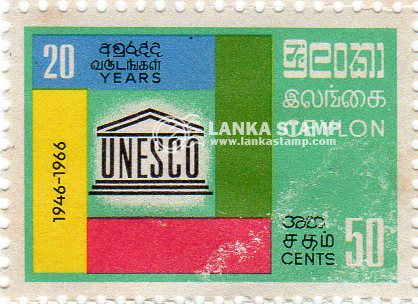 20
අවුරුදු
வருடங்கள்
YEARS
ලංකා
இலங்கை
CEYLON
1946-1966
UNESCO
LANKA STAMP
www.lankastamp.com
සත
சதம்
CENTS
50